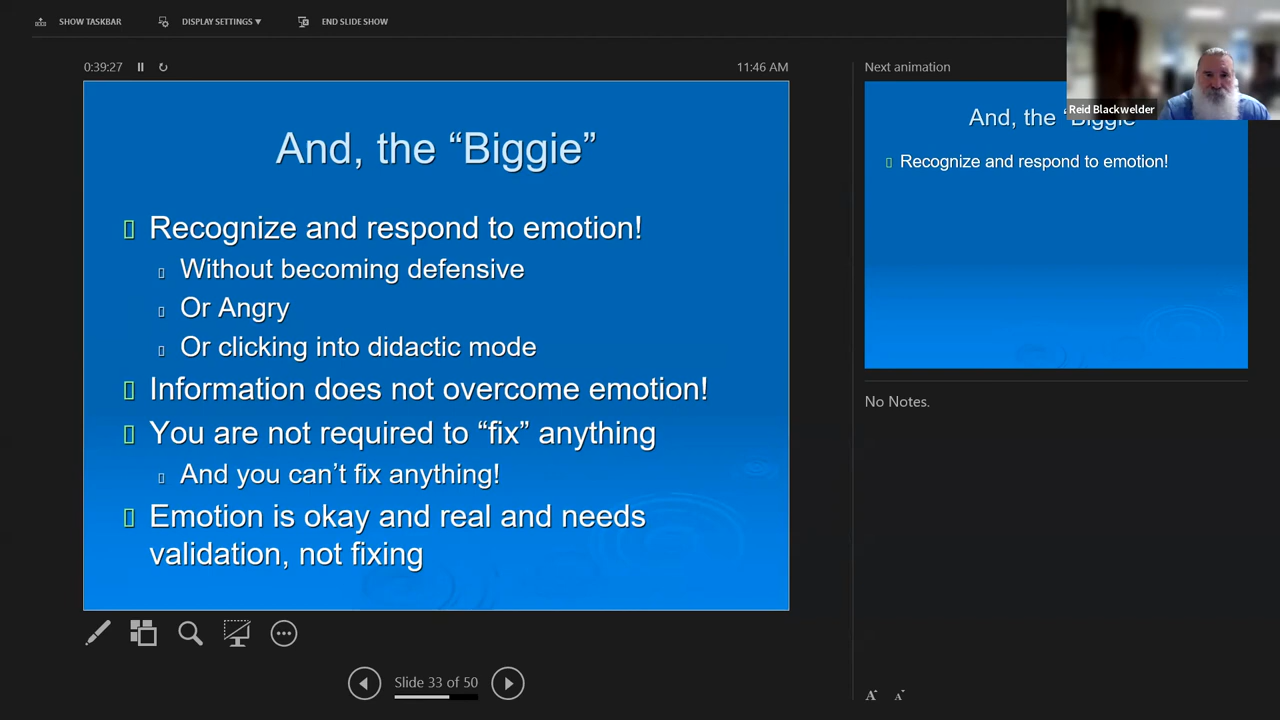 SHOW TASKBAR
DISPLAY SETTINGS ▼
END SLIDE SHOW
0:39:27
11:46 AM
And, the “Biggie”
Recognize and respond to emotion!
Without becoming defensive
Or Angry
Or clicking into didactic mode
Information does not overcome emotion!
You are not required to “fix” anything
And you can’t fix anything!
Emotion is okay and real and needs
validation, not fixing
Slide 33 of 50
Next animation
Reid Blackwelder
And, the “Biggie”
Recognize and respond to emotion!
No Notes.
A A